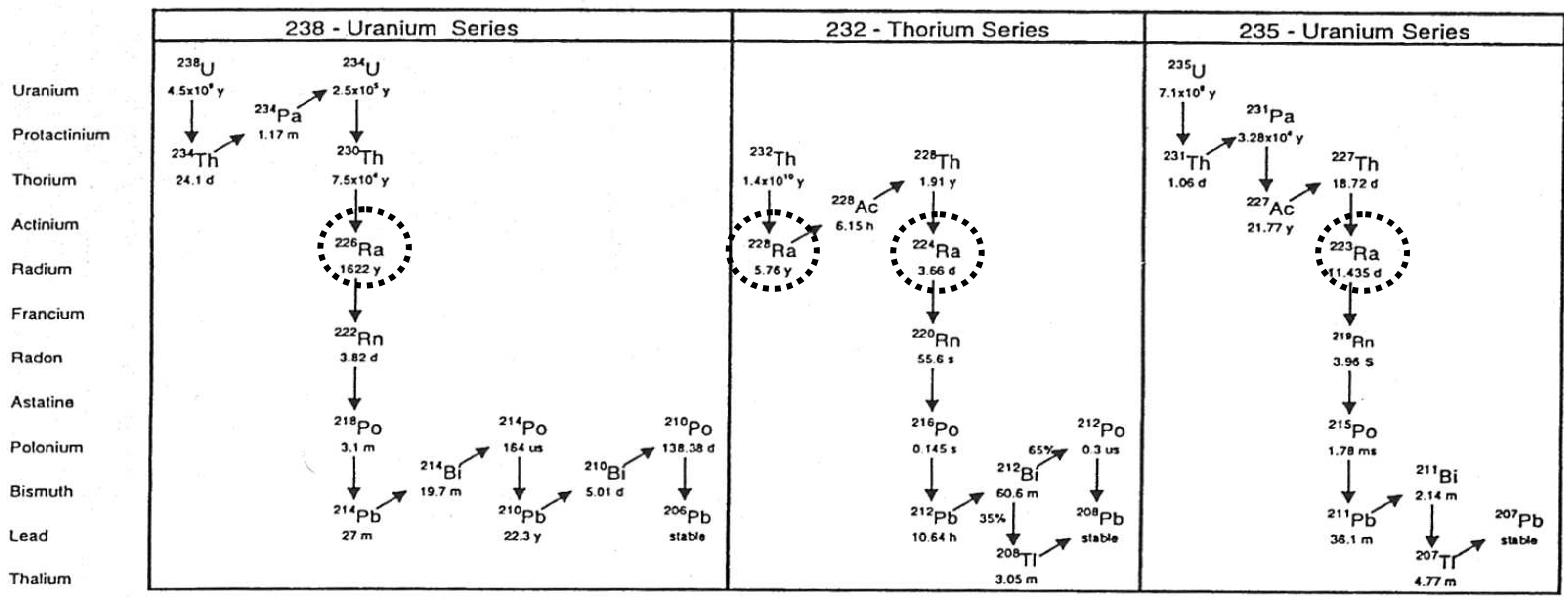 238 - Uranium Series
232 - Thorium Series
235 - Uranium Series
Uranium
Protactinium
Thorium
Actinium
Radium
Francium
Radon
Astatine
Polonium
Bismuth
Lead
Thalium
²³⁸U
4.5x10⁹ y
²³⁴U
2.5x10⁵ y
²³⁴Pa
1.17 m
²³⁴Th
24.1 d
²³⁰Th
7.5x10⁴ y
²²⁶Ra
1622 y
²²²Rn
3.82 d
²¹⁸Po
3.1 m
²¹⁴Po
164 us
²¹⁰Po
138.38 d
²¹⁴Bi
19.7 m
²¹⁰Bi
5.01 d
²¹⁴Pb
27 m
²¹⁰Pb
22.3 y
²⁰⁶Pb
stable
²³²Th
1.4x10¹⁰ y
²²⁸Th
1.91 y
²²⁸Ac
6.15 h
²²⁸Ra
5.76 y
²²⁴Ra
3.66 d
²²⁰Rn
55.6 s
²¹⁶Po
0.145 s
²¹²Po
0.3 us
65%
²¹²Bi
60.6 m
²¹²Pb
10.64 h
35%
²⁰⁸Pb
stable
²⁰⁸Tl
3.05 m
²³⁵U
7.1x10⁸ y
²³¹Pa
3.28x10⁴ y
²³¹Th
1.06 d
²²⁷Th
18.72 d
²²⁷Ac
21.77 y
²²³Ra
11.435 d
²¹⁹Rn
3.96 S
²¹⁵Po
1.78 ms
²¹¹Bi
2.14 m
²¹¹Pb
36.1 m
²⁰⁷Pb
stable
²⁰⁷Tl
4.77 m